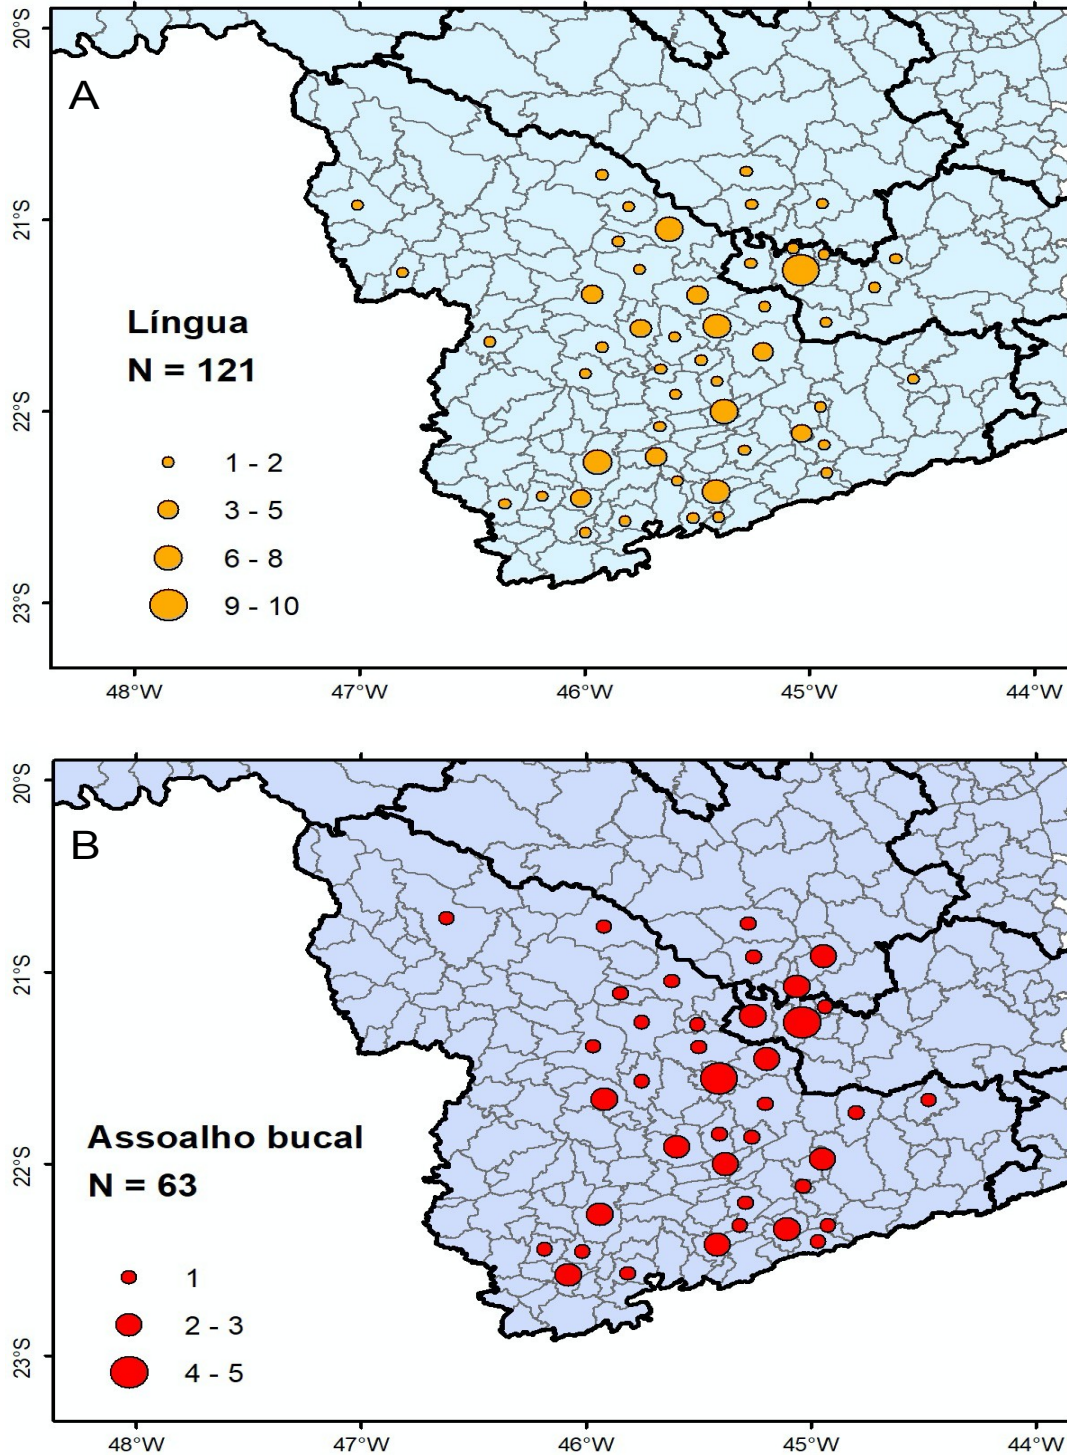 20°S
A
21°S
Língua
N = 121
22°S
1 - 2
3 - 5
6 - 8
9 - 10
23°S
48°W 47°W 46°W 45°W 44°W
20°S
B
21°S
Assoalho bucal
N = 63
22°S
1
2 - 3
4 - 5
23°S
48°W 47°W 46°W 45°W 44°W